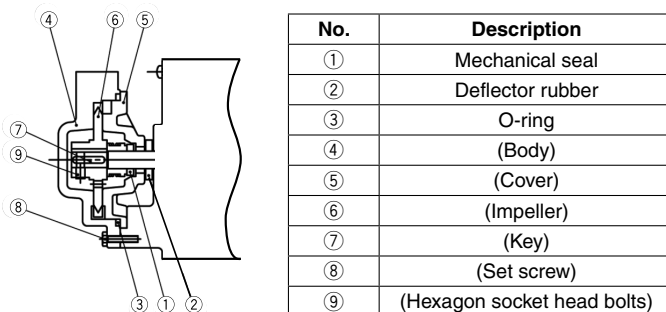 ④ ⑥ ⑤
⑦
⑨
⑧
③ ① ②
No. Description
① Mechanical seal
② Deflector rubber
③ O-ring
④ (Body)
⑤ (Cover)
⑥ (Impeller)
⑦ (Key)
⑧ (Set screw)
⑨ (Hexagon socket head bolts)